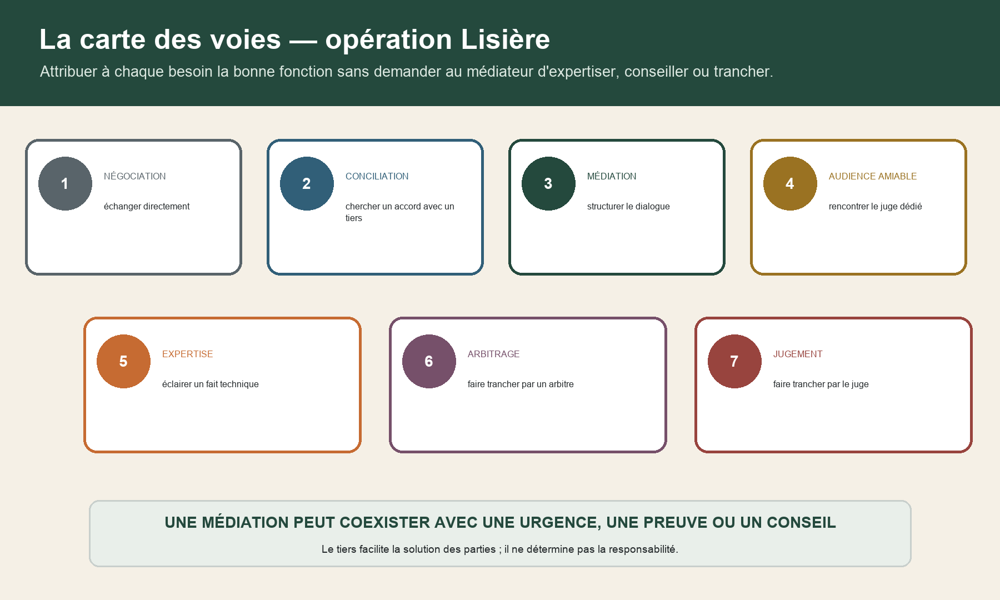 La carte des voies — opération Lisière
Attribuer à chaque besoin la bonne fonction sans demander au médiateur d'expertiser, conseiller ou trancher.
1
NÉGOCIATION
échanger directement
2
CONCILIATION
chercher un accord avec un
tiers
3
MÉDIATION
structurer le dialogue
4
AUDIENCE AMIABLE
rencontrer le juge dédié
5
EXPERTISE
éclairer un fait technique
6
ARBITRAGE
faire trancher par un arbitre
7
JUGEMENT
faire trancher par le juge
UNE MÉDIATION PEUT COEXISTER AVEC UNE URGENCE, UNE PREUVE OU UN CONSEIL
Le tiers facilite la solution des parties ; il ne détermine pas la responsabilité.